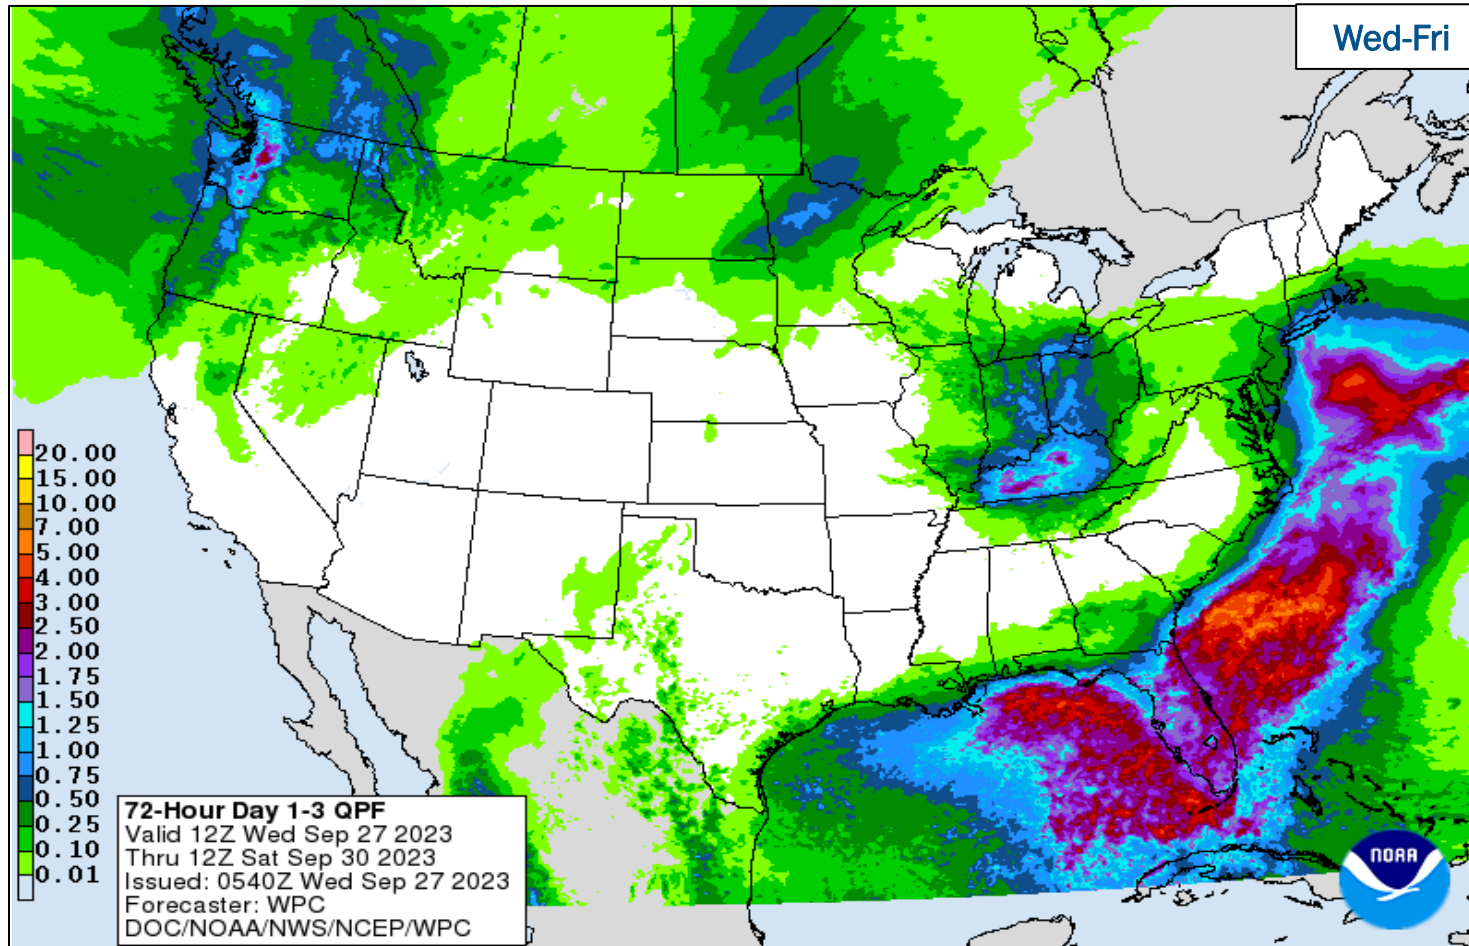 Wed-Fri
20.00
15.00
10.00
7.00
5.00
4.00
3.00
2.50
2.00
1.75
1.50
1.25
1.00
0.75
0.50
0.25
0.10
0.01
72-Hour Day 1-3 QPF
Valid 12Z Wed Sep 27 2023
Thru 12Z Sat Sep 30 2023
Issued: 0540Z Wed Sep 27 2023
Forecaster: WPC
DOC/NOAA/NWS/NCEP/WPC
NOAA